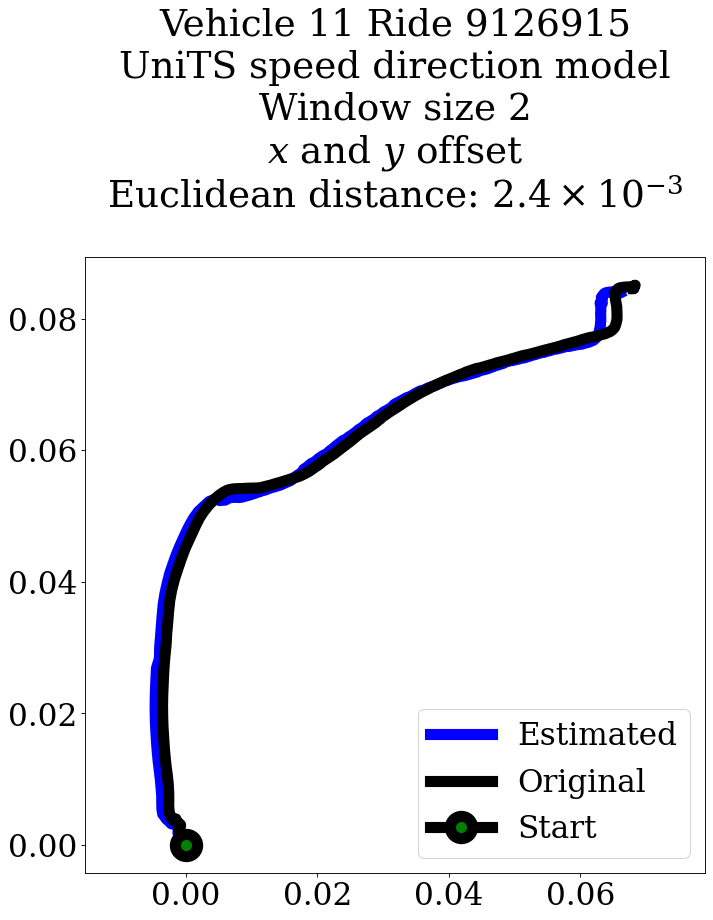 Vehicle 11 Ride 9126915
UniTS speed direction model
Window size 2
x and y offset
Euclidean distance: 2.4 × 10⁻³
0.08
0.06
0.04
0.02
0.00
Estimated
Original
Start
0.00 0.02 0.04 0.06